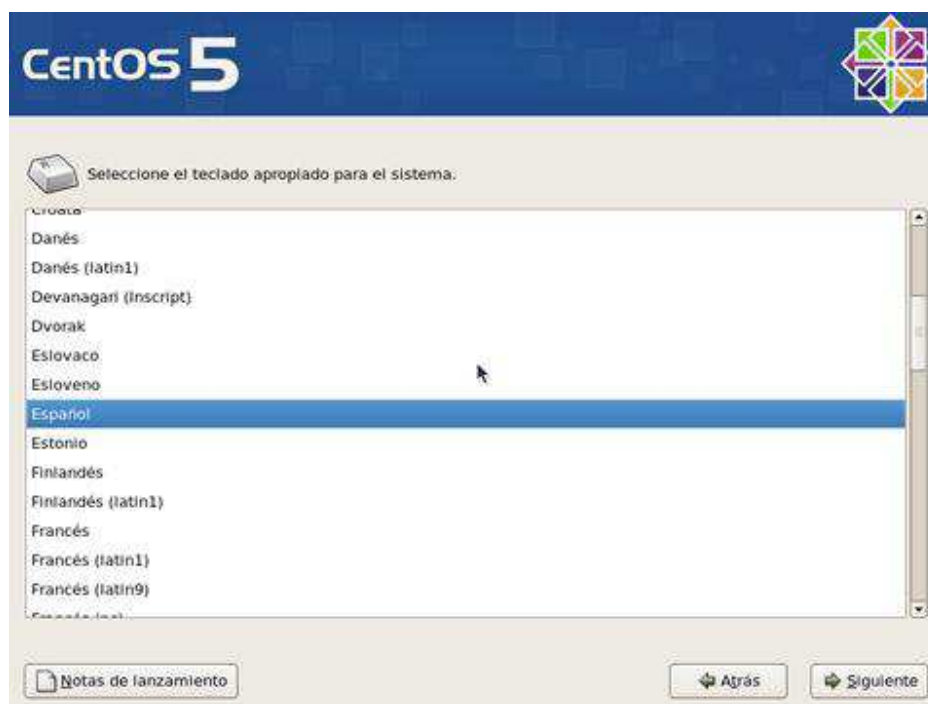 CentOS 5
Seleccione el teclado apropiado para el sistema.
Croata
Danés
Danés (latin1)
Devanagari (Inscript)
Dvorak
Eslovaco
Esloveno
Español
Estonio
Finlandés
Finlandés (latin1)
Francés
Francés (latin1)
Francés (latin9)
Notas de lanzamiento
Atrás
Siguiente